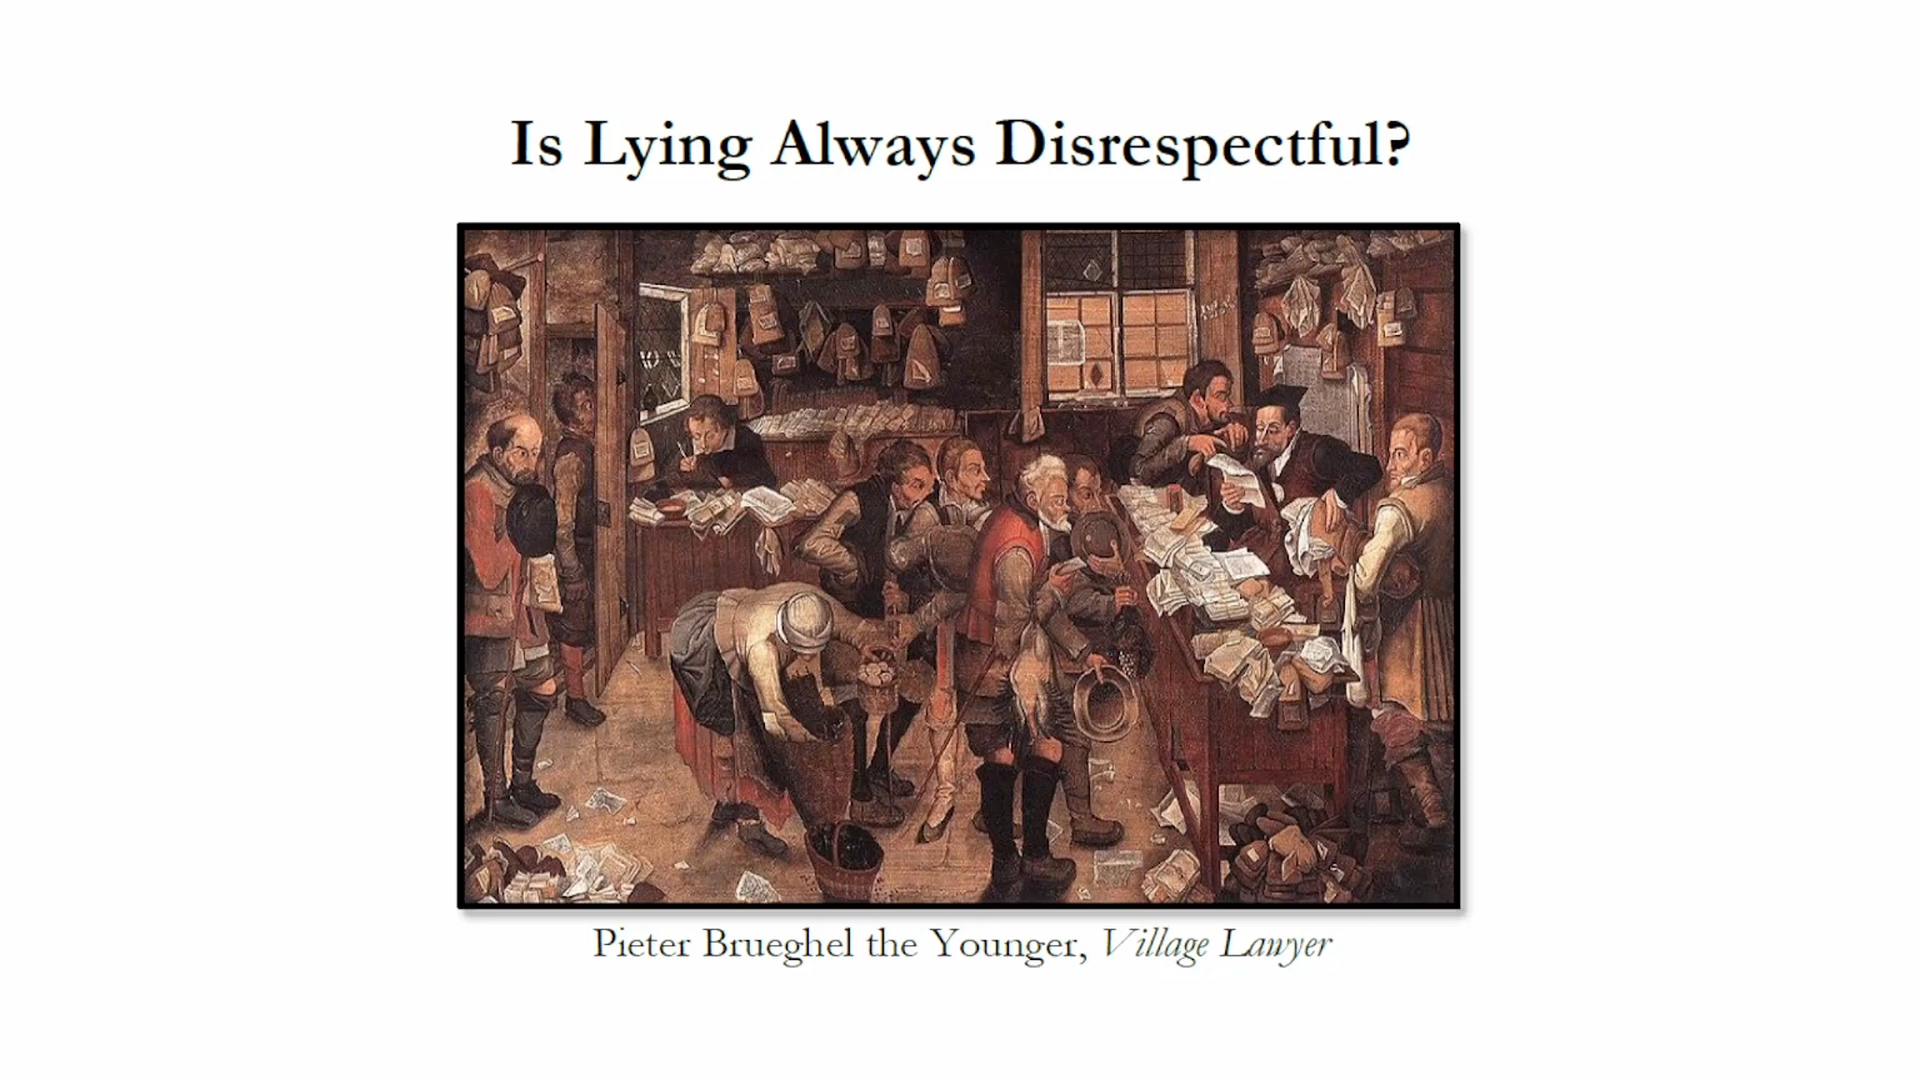 Is Lying Always Disrespectful?
Pieter Brueghel the Younger, Village Lawyer